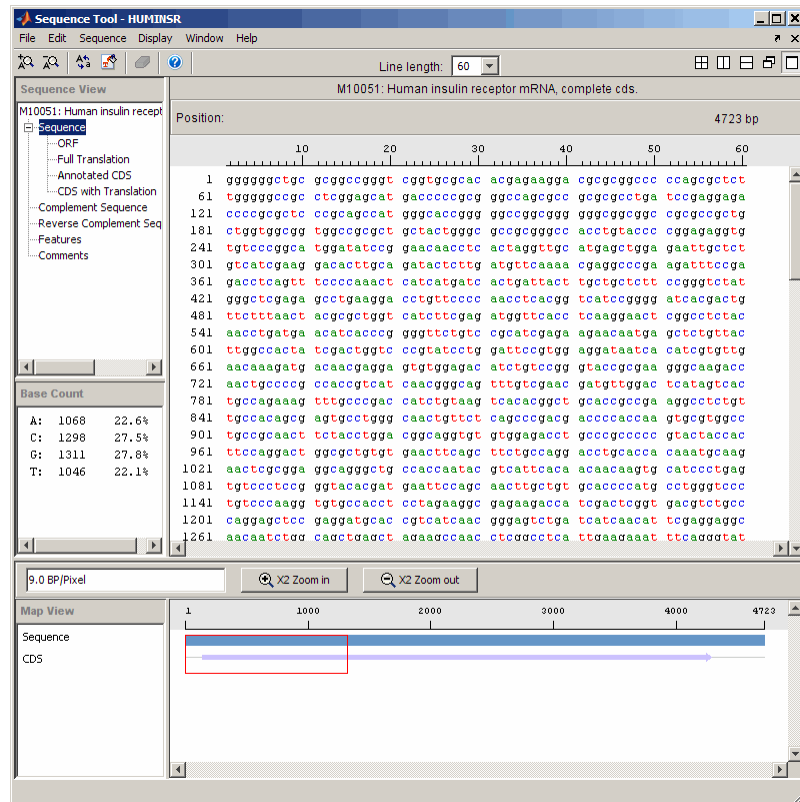 Sequence Tool - HUMINSR
File Edit Sequence Display Window Help
Line length: 60
Sequence View
M10051: Human insulin receptor mRNA, complete cds.
M10051: Human insulin recept
Sequence
ORF
Full Translation
Annotated CDS
CDS with Translation
Complement Sequence
Reverse Complement Seq
Features
Comments
Position: 4723 bp
10 20 30 40 50 60
1 ggggggctgc gcggccgggt cggtgcgcac acgagaagga cgcgcggccc ccagcgctct
61 tgggggccgc ctcggagcat gacccccgcg ggccagcgcc gcgcgcctga tccgaggaga
121 ccccgcgctc ccgcagccat gggcaccggg ggccggcggg gggcggcggc cgcgccgctg
181 ctggtggcgg tggccgcgct gctactgggc gccgcgggcc acctgtaccc cggagaggtg
241 tgtcccggca tggatatccg gaacaacctc actaggttgc atgagctgga gaattgctct
301 gtcatcgaag gacacttgca gatactcttg atgttcaaaa cgaggcccga agatttccga
361 gacctcagtt tccccaaact catcatgatc actgattact tgctgctctt ccgggtctat
421 gggctcgaga gcctgaagga cctgttcccc aacctcacgg tcatccgggg atcacgactg
481 ttctttaact acgcgctggt catcttcgag atggttcacc tcaaggaact cggcctctac
541 aacctgatga acatcacccg gggttctgtc cgcatcgaga agaacaatga gctctgttac
601 ttggccacta tcgactggtc ccgtatcctg gattccgtgg aggataatca catcgtgttg
661 aacaaagatg acaacgagga gtgtggagac atctgtccgg gtaccgcgaa gggcaagacc
721 aactgccccg ccaccgtcat caacgggcag tttgtcgaac gatgttggac tcatagtcac
781 tgccagaaag tttgcccgac catctgtaag tcacacggct gcaccgccga aggcctctgt
841 tgccacagcg agtgcctggg caactgttct cagcccgacg accccaccaa gtgcgtggcc
901 tgccgcaact tctacctgga cggcaggtgt gtggagacct gcccgccccc gtactaccac
961 ttccaggact ggcgctgtgt gaacttcagc ttctgccagg acctgcacca caaatgcaag
1021 aactcgcgga ggcagggctg ccaccaatac gtcattcaca acaacaagtg catccctgag
1081 tgtccctccg ggtacacgat gaattccagc aacttgctgt gcaccccatg cctgggtccc
1141 tgtcccaagg tgtgccacct cctagaaggc gagaagacca tcgactcggt gacgtctgcc
1201 caggagctcc gaggatgcac cgtcatcaac gggagtctga tcatcaacat tcgaggaggc
1261 aacaatctgg cagctgagct agaagccaac ctcggcctca ttgaagaaat ttcagggtat
Base Count
A: 1068 22.6%
C: 1298 27.5%
G: 1311 27.8%
T: 1046 22.1%
9.0 BP/Pixel
X2 Zoom in
X2 Zoom out
Map View
1 1000 2000 3000 4000 4723
Sequence
CDS